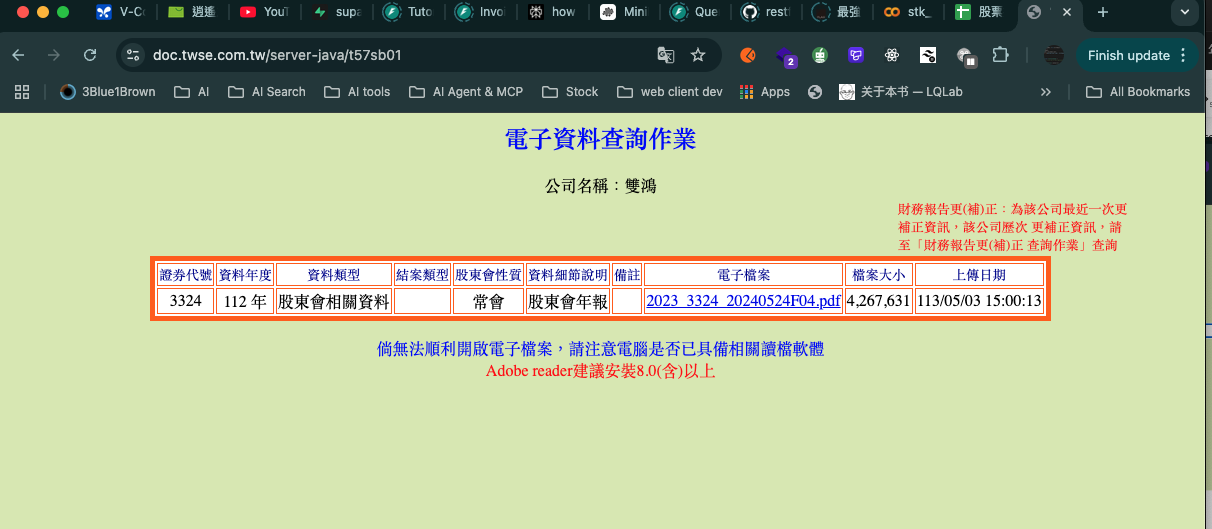 V-Co
逍遙
YouT
supa
Tuto
Invoi
how
Mini
Que
rest
最強
stk_
股票
doc.twse.com.tw/server-java/t57sb01
2
Finish update
3Blue1Brown
AI
AI Search
AI tools
AI Agent & MCP
Stock
web client dev
Apps
关于本书 — LQLab
All Bookmarks
電子資料查詢作業
公司名稱：雙鴻
財務報告更(補)正：為該公司最近一次更
補正資訊，該公司歷次 更補正資訊，請
至「財務報告更(補)正 查詢作業」查詢
證券代號 資料年度 資料類型 結案類型 股東會性質 資料細節說明 備註 電子檔案 檔案大小 上傳日期
3324 112 年 股東會相關資料 常會 股東會年報 2023_3324_20240524F04.pdf 4,267,631 113/05/03 15:00:13
倘無法順利開啟電子檔案，請注意電腦是否已具備相關讀檔軟體
Adobe reader建議安裝8.0(含)以上